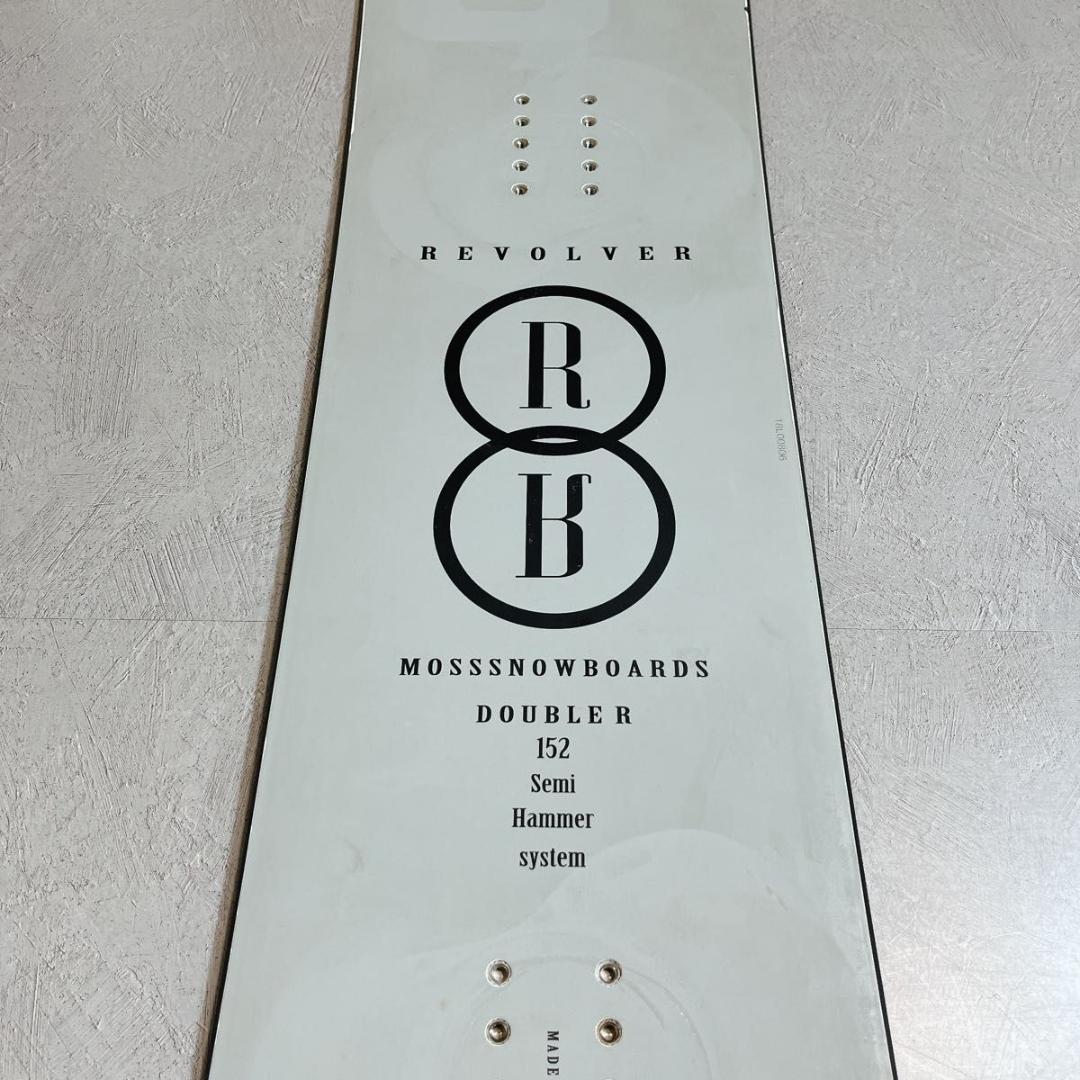 REVOLVER
R
R
MOSSSNOWBOARDS
DOUBLE R
152
Semi
Hammer
system
MADE